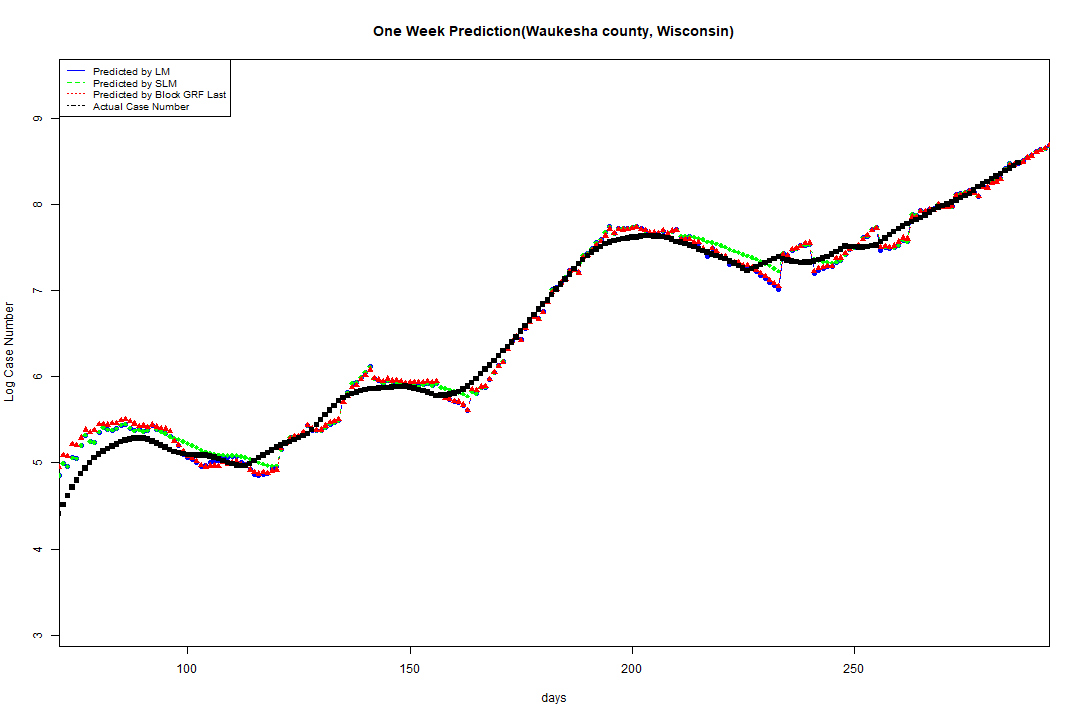 One Week Prediction(Waukesha county, Wisconsin)
Predicted by LM
Predicted by SLM
Predicted by Block GRF Last
Actual Case Number
9
8
7
6
5
4
3
Log Case Number
100 150 200 250
days